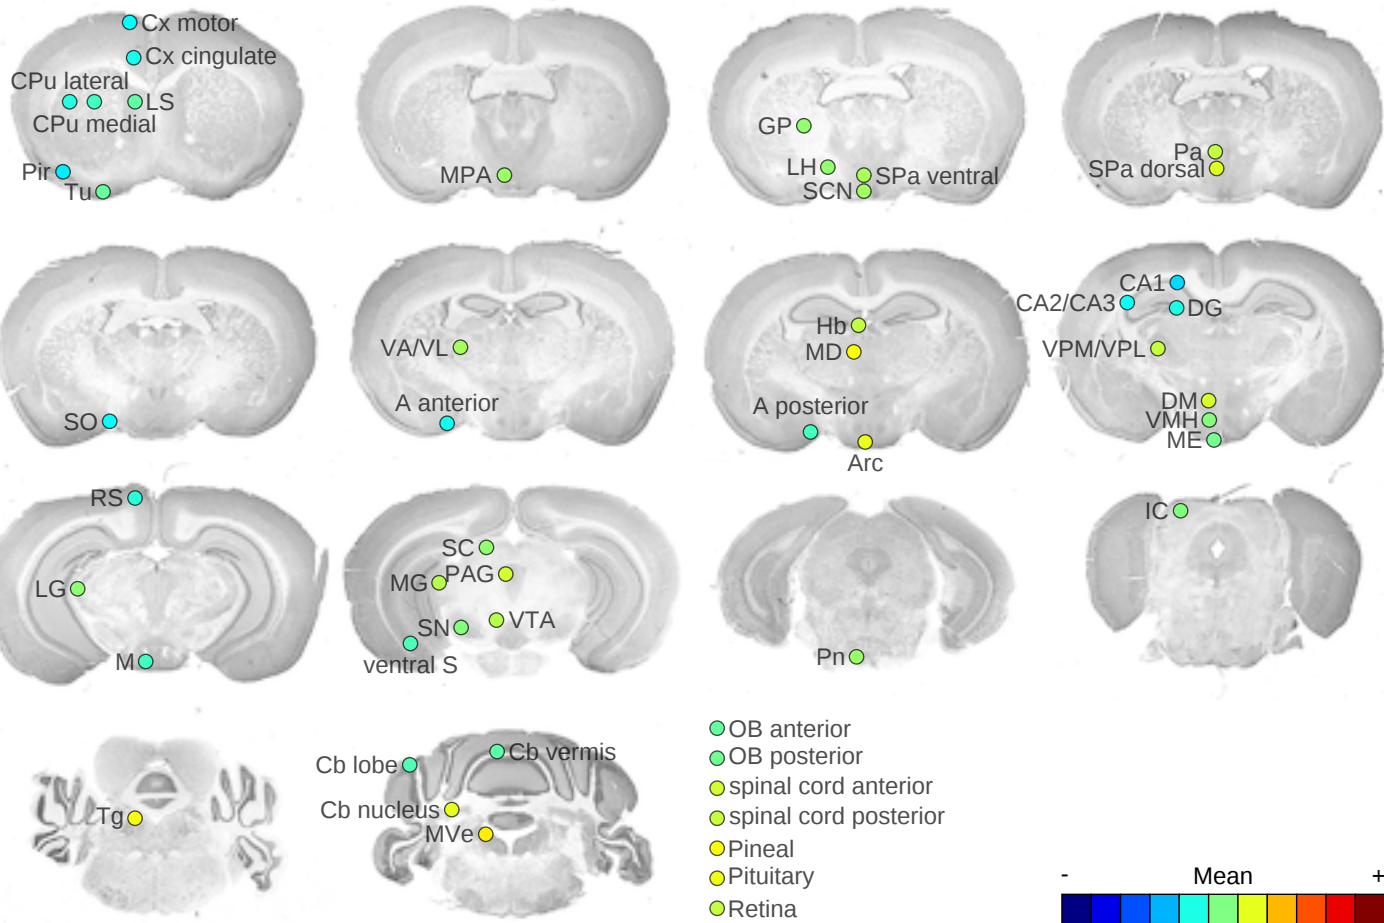 Cx motor
Cx cingulate
CPu lateral
LS
CPu medial
Pir
Tu
MPA
GP
LH
SPa ventral
SCN
Pa
SPa dorsal
SO
VA/VL
A anterior
Hb
MD
A posterior
Arc
CA1
CA2/CA3
DG
VPM/VPL
DM
VMH
ME
RS
LG
M
SC
MG
PAG
SN
VTA
ventral S
Pn
IC
Tg
Cb lobe
Cb vermis
Cb nucleus
MVe
OB anterior
OB posterior
spinal cord anterior
spinal cord posterior
Pineal
Pituitary
Retina
- Mean +